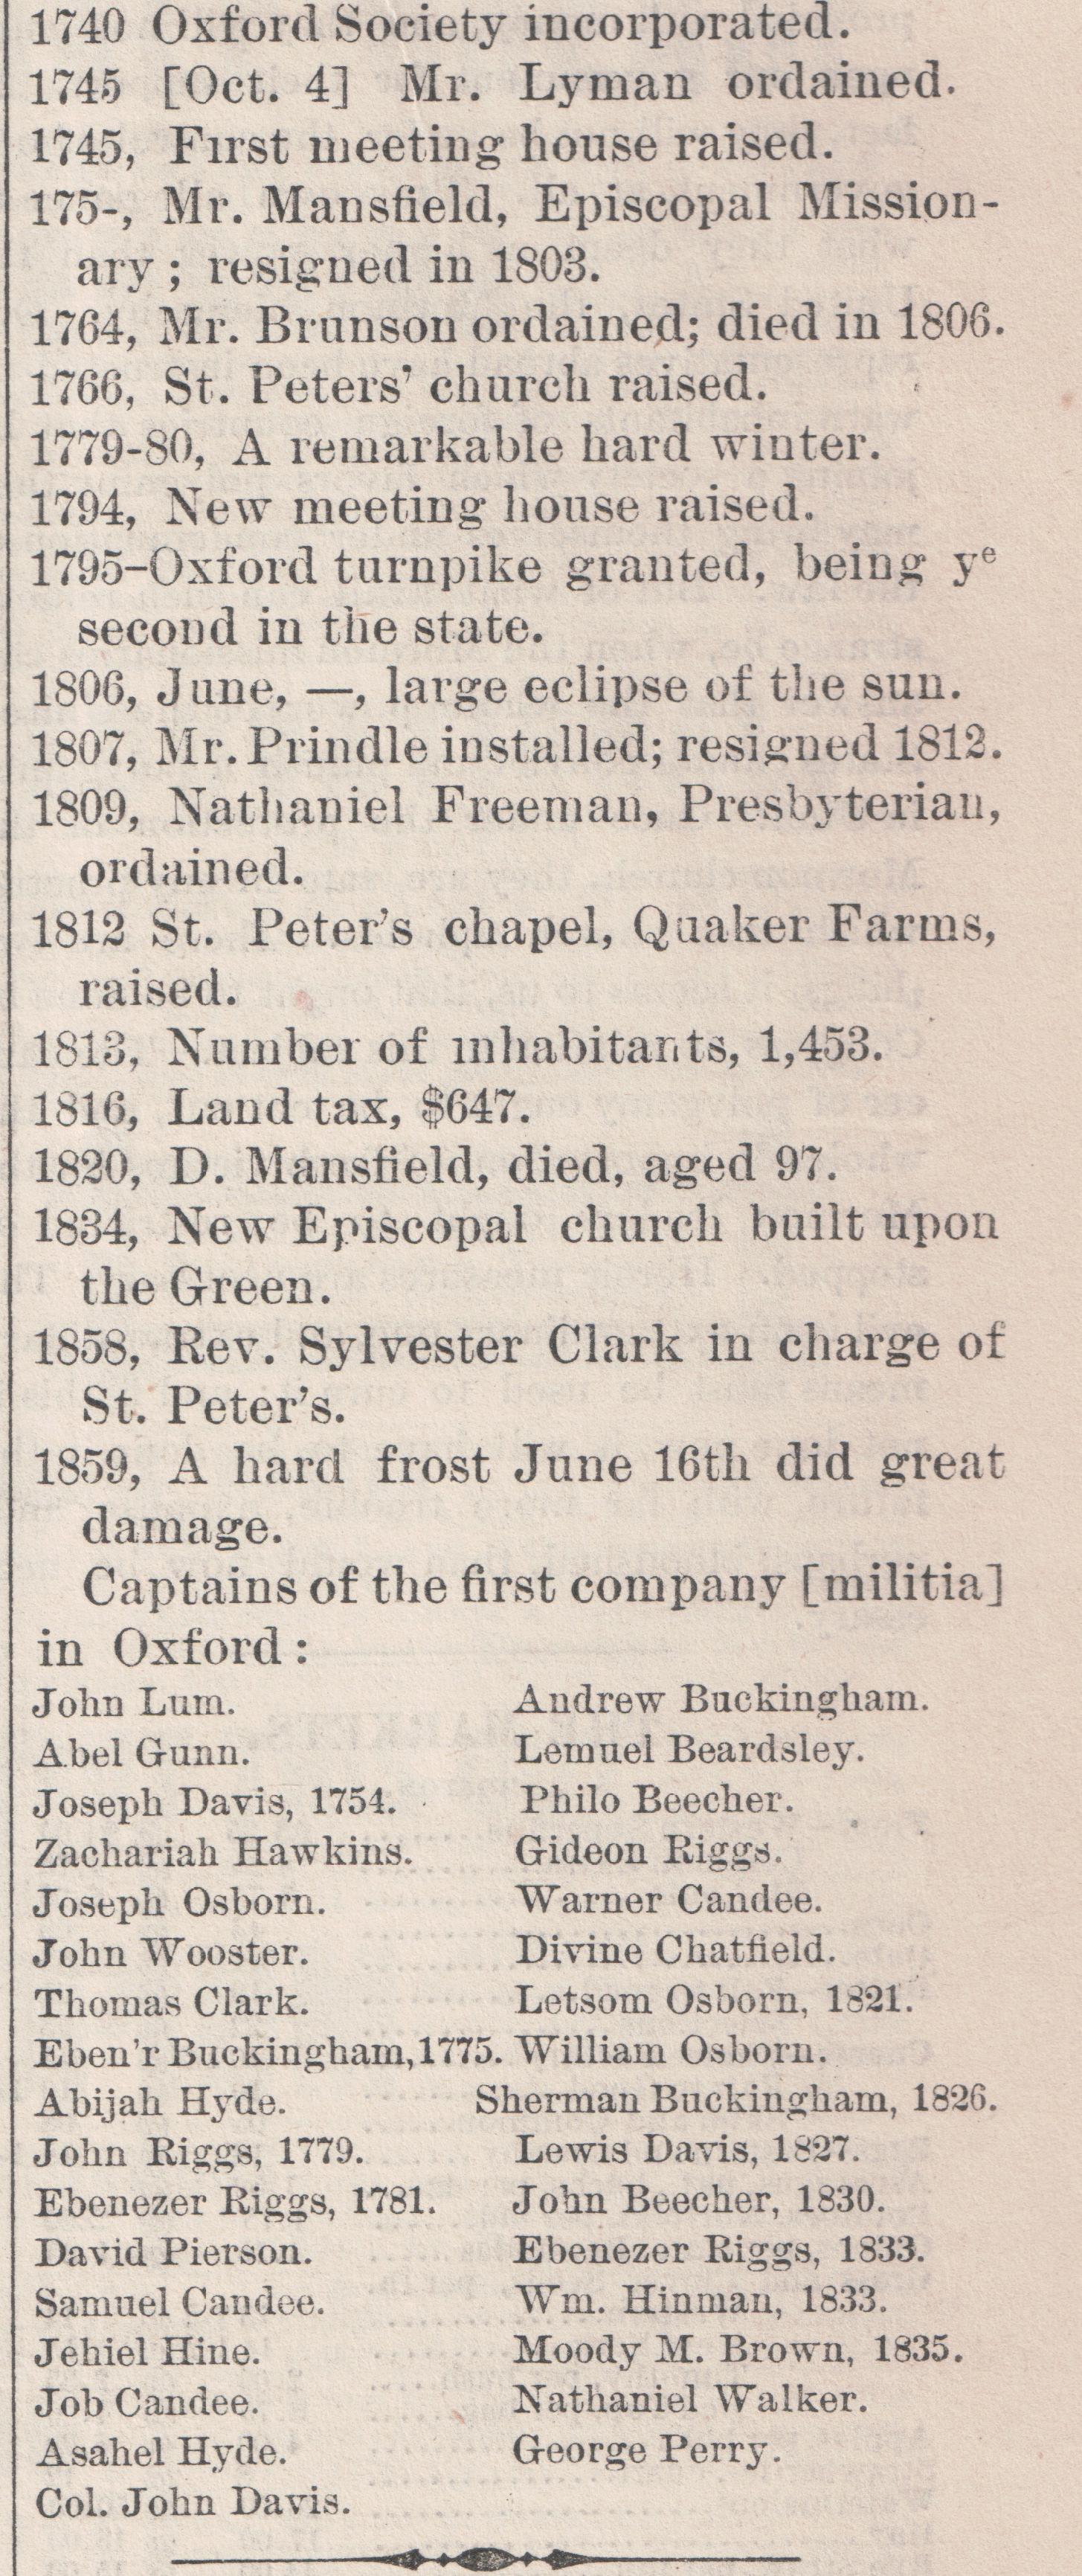 1740 Oxford Society incorporated.
1745 [Oct. 4] Mr. Lyman ordained.
1745, First meeting house raised.
175-, Mr. Mansfield, Episcopal Mission-
ary; resigned in 1803.
1764, Mr. Brunson ordained; died in 1806.
1766, St. Peters' church raised.
1779-80, A remarkable hard winter.
1794, New meeting house raised.
1795–Oxford turnpike granted, being yᵉ
second in the state.
1806, June, —, large eclipse of the sun.
1807, Mr. Prindle installed; resigned 1812.
1809, Nathaniel Freeman, Presbyterian,
ordained.
1812 St. Peter's chapel, Quaker Farms,
raised.
1813, Number of inhabitants, 1,453.
1816, Land tax, $647.
1820, D. Mansfield, died, aged 97.
1834, New Episcopal church built upon
the Green.
1858, Rev. Sylvester Clark in charge of
St. Peter's.
1859, A hard frost June 16th did great
damage.
Captains of the first company [militia]
in Oxford:
John Lum.
Abel Gunn.
Joseph Davis, 1754.
Zachariah Hawkins.
Joseph Osborn.
John Wooster.
Thomas Clark.
Eben'r Buckingham, 1775.
Abijah Hyde.
John Riggs, 1779.
Ebenezer Riggs, 1781.
David Pierson.
Samuel Candee.
Jehiel Hine.
Job Candee.
Asahel Hyde.
Col. John Davis.
Andrew Buckingham.
Lemuel Beardsley.
Philo Beecher.
Gideon Riggs.
Warner Candee.
Divine Chatfield.
Letsom Osborn, 1821.
William Osborn.
Sherman Buckingham, 1826.
Lewis Davis, 1827.
John Beecher, 1830.
Ebenezer Riggs, 1833.
Wm. Hinman, 1833.
Moody M. Brown, 1835.
Nathaniel Walker.
George Perry.